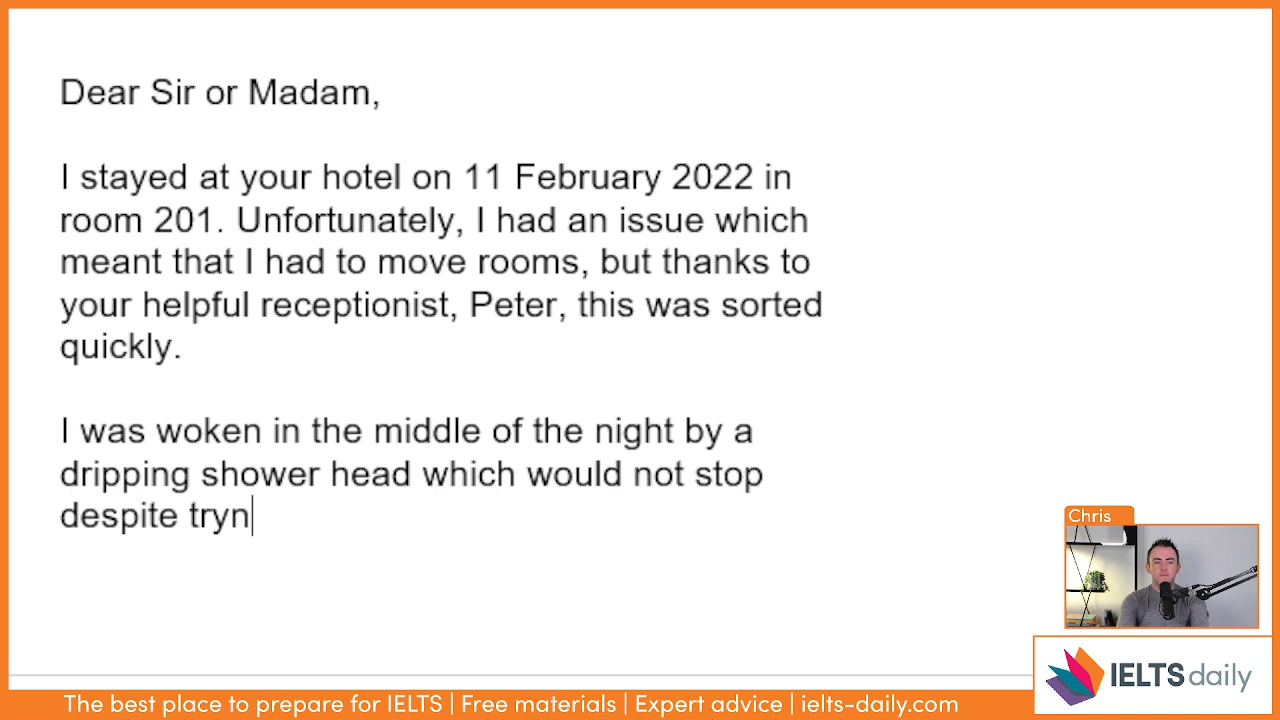 Dear Sir or Madam,
I stayed at your hotel on 11 February 2022 in
room 201. Unfortunately, I had an issue which
meant that I had to move rooms, but thanks to
your helpful receptionist, Peter, this was sorted
quickly.
I was woken in the middle of the night by a
dripping shower head which would not stop
despite tryn
Chris
IELTS daily
The best place to prepare for IELTS | Free materials | Expert advice | ielts-daily.com